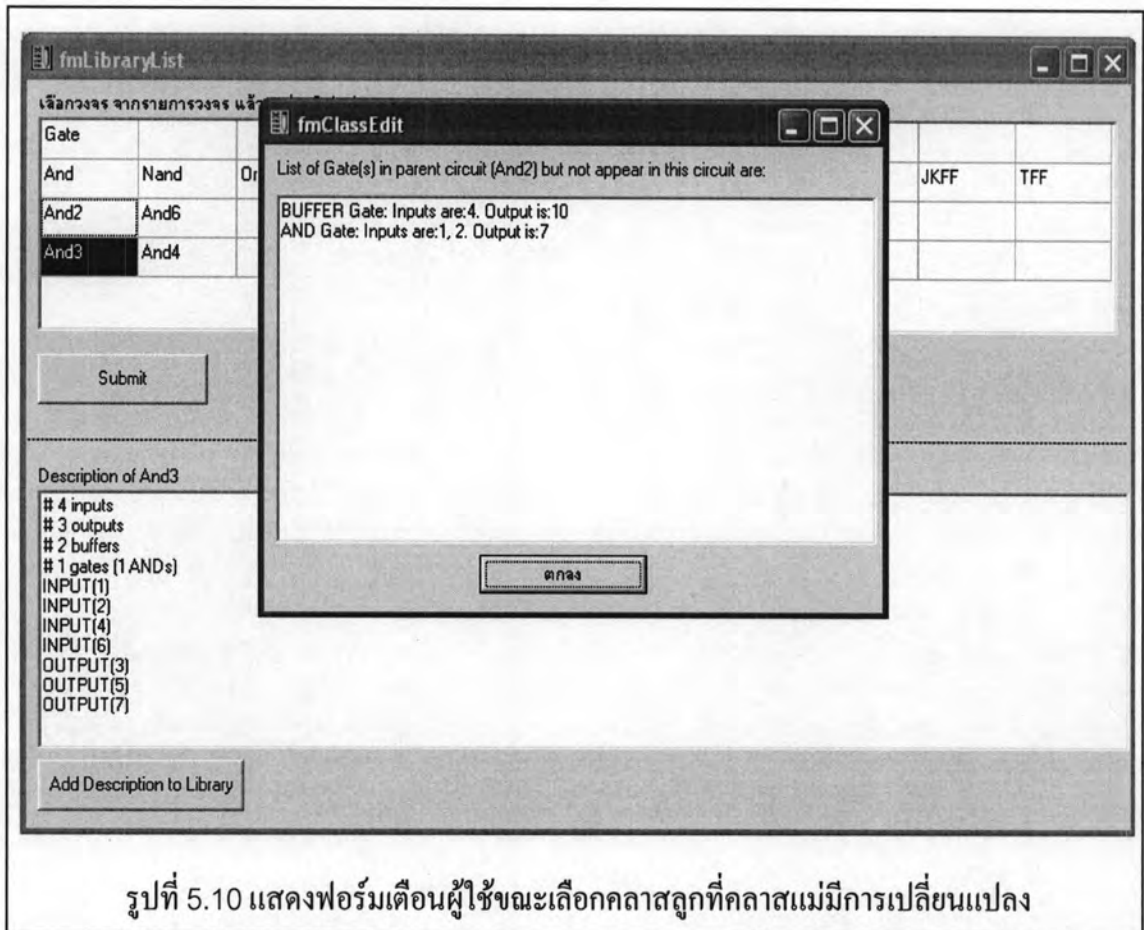 fmLibraryList
เลือกวงจร จากรายการวงจร แล้ว
Gate
And Nand Or JKFF TFF
And2 And6
And3 And4
Submit
fmClassEdit
List of Gate(s) in parent circuit (And2) but not appear in this circuit are:
BUFFER Gate: Inputs are:4. Output is:10
AND Gate: Inputs are:1, 2. Output is:7
ตกลง
Description of And3
# 4 inputs
# 3 outputs
# 2 buffers
# 1 gates (1 ANDs)
INPUT(1)
INPUT(2)
INPUT(4)
INPUT(6)
OUTPUT(3)
OUTPUT(5)
OUTPUT(7)
Add Description to Library
รูปที่ 5.10 แสดงฟอร์มเตือนผู้ใช้ขณะเลือกคลาสลูกที่คลาสแม่มีการเปลี่ยนแปลง